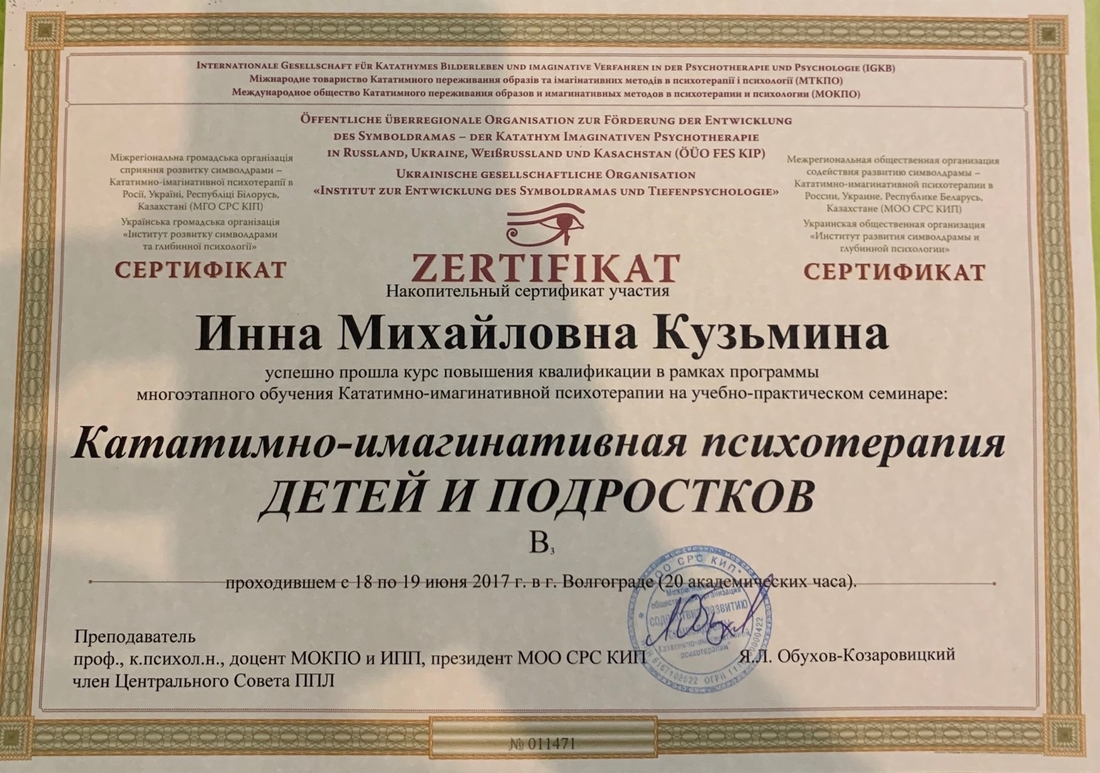 Internationale Gesellschaft für Katathymes Bilderleben und imaginative Verfahren in der Psychotherapie und Psychologie (IGKB)
Міжнародне товариство Кататимного переживання образів та імагінативних методів в психотерапії і психології (МТКПО)
Международное общество Кататимного переживания образов и имагинативных методов в психотерапии и психологии (МОКПО)
Öffentliche überregionale Organisation zur Förderung der Entwicklung
des Symboldramas – der Katathym Imaginativen Psychotherapie
in Russland, Ukraine, Weißrussland und Kasachstan (ÖÜO FES KIP)
Ukrainische gesellschaftliche Organisation
«Institut zur Entwicklung des Symboldramas und Tiefenpsychologie»
Міжрегіональна громадська організація
сприяння розвитку символдрами –
Кататимно-імагінативної психотерапії в
Росії, Україні, Республіці Білорусь,
Казахстані (МГО СРС КІП)
Українська громадська організація
«Інститут розвитку символдрами
та глибинної психології»
СЕРТИФІКАТ
Межрегиональная общественная организация
содействия развитию символдрамы –
Кататимно-имагинативной психотерапии в
России, Украине, Республике Беларусь,
Казахстане (МОО СРС КИП)
Украинская общественная организация
«Институт развития символдрамы и
глубинной психологии»
СЕРТИФИКАТ
ZERTIFIKAT
Накопительный сертификат участия
Инна Михайловна Кузьмина
успешно прошла курс повышения квалификации в рамках программы
многоэтапного обучения Кататимно-имагинативной психотерапии на учебно-практическом семинаре:
Кататимно-имагинативная психотерапия
ДЕТЕЙ И ПОДРОСТКОВ
В3
проходившем с 18 по 19 июня 2017 г. в г. Волгограде (20 академических часа).
Преподаватель
проф., к.психол.н., доцент МОКПО и ИПП, президент МОО СРС КИП
член Центрального Совета ППЛ
Я.Л. Обухов-Козаровицкий
№ 011471